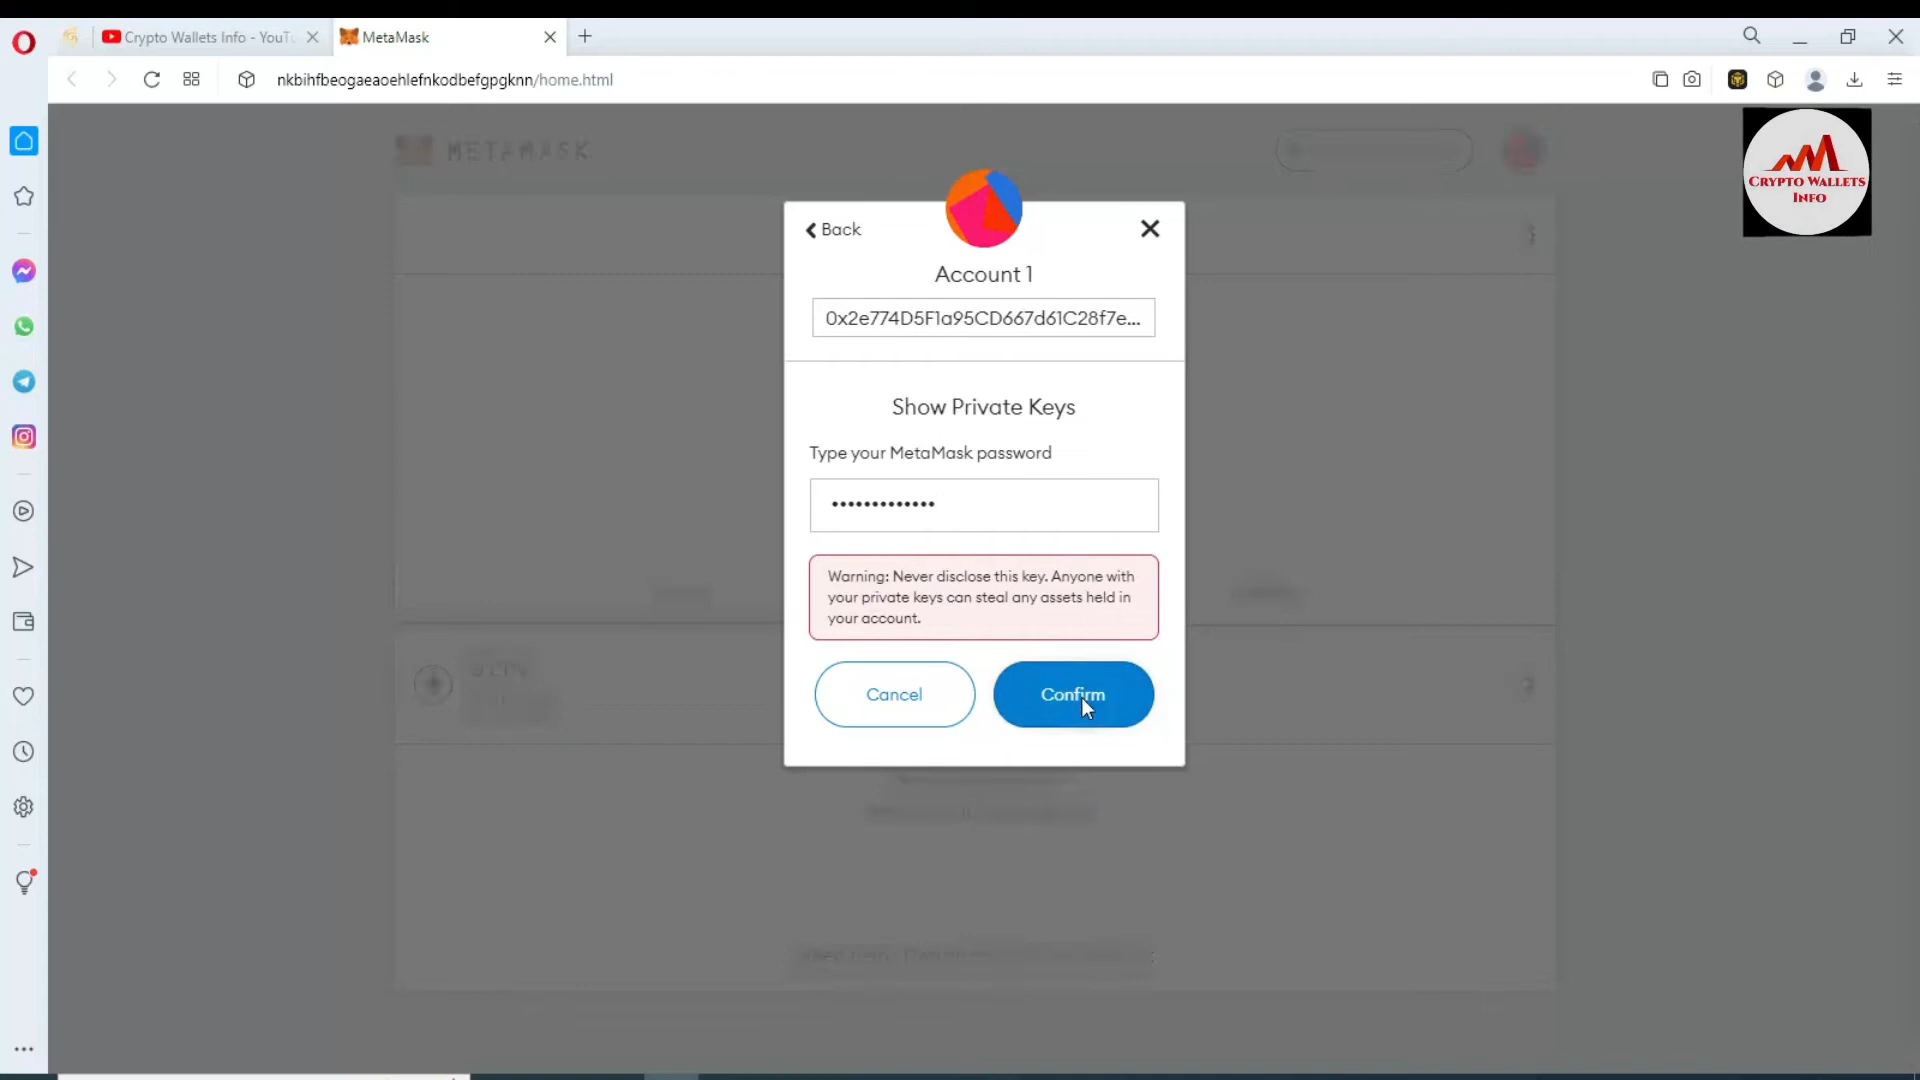 Crypto Wallets Info - YouT
MetaMask
nkbihfbeogaeaoehlefnkodbefgpgknn/home.html
METAMASK
CRYPTO WALLETS
INFO
Back
Account 1
0x2e774D5F1a95CD667d61C28f7e...
Show Private Keys
Type your MetaMask password
Warning: Never disclose this key. Anyone with
your private keys can steal any assets held in
your account.
Cancel
Confirm